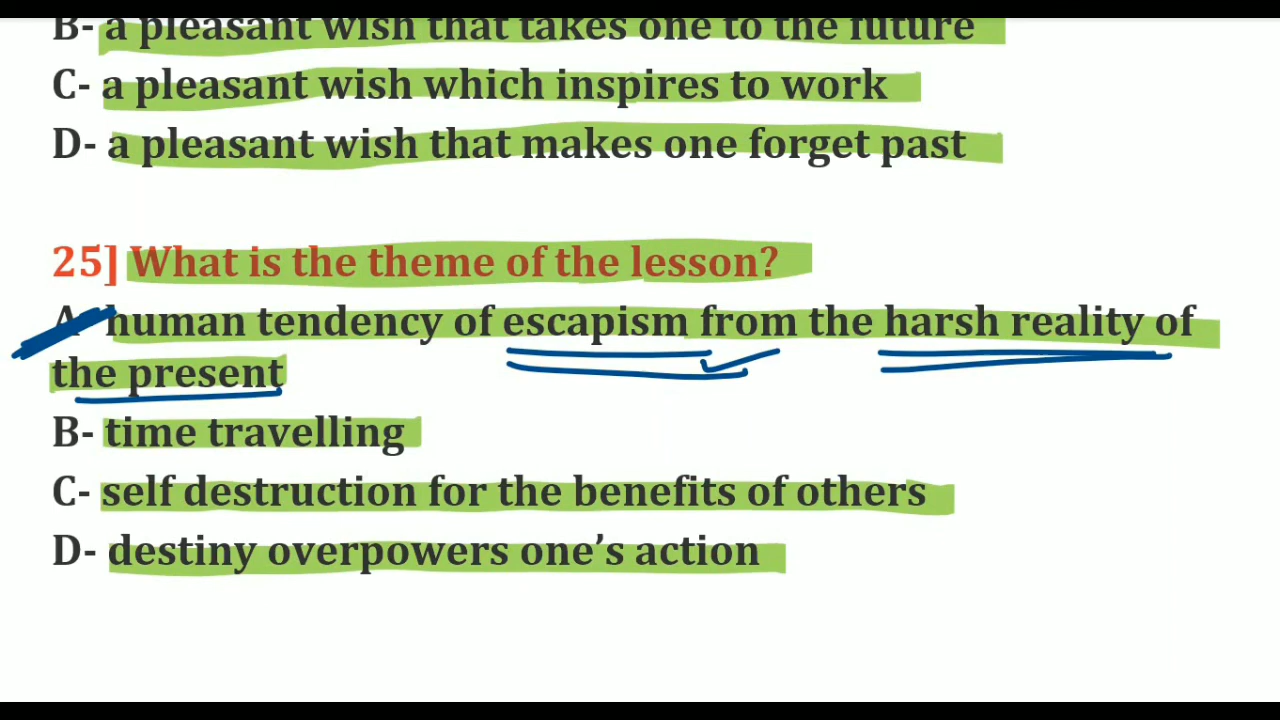 B- a pleasant wish that takes one to the future
C- a pleasant wish which inspires to work
D- a pleasant wish that makes one forget past
25] What is the theme of the lesson?
A- human tendency of escapism from the harsh reality of
the present
B- time travelling
C- self destruction for the benefits of others
D- destiny overpowers one’s action